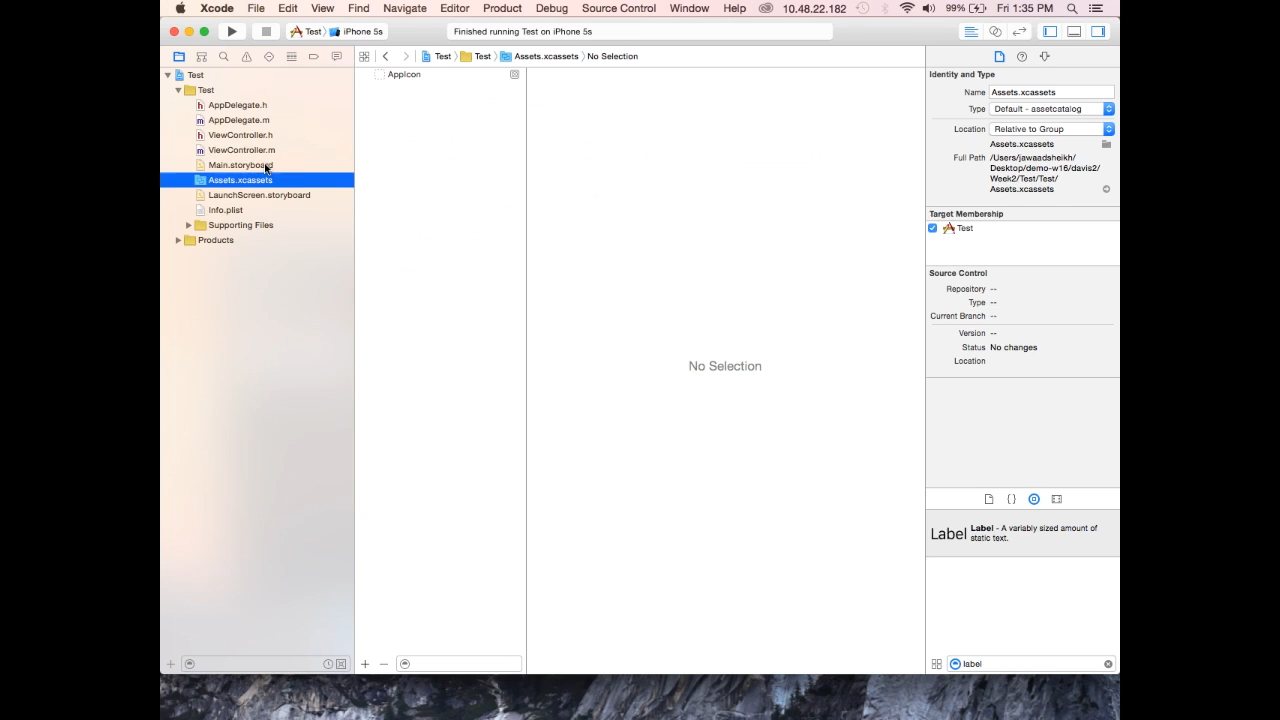 Xcode File Edit View Find Navigate Editor Product Debug Source Control Window Help 10.48.22.182 99% Fri 1:35 PM
Test iPhone 5s Finished running Test on iPhone 5s
Test Test Test Assets.xcassets No Selection
Test
AppDelegate.h
AppDelegate.m
ViewController.h
ViewController.m
Main.storyboard
Assets.xcassets
LaunchScreen.storyboard
Info.plist
Supporting Files
Products
AppIcon
No Selection
Identity and Type
Name Assets.xcassets
Type Default - assetcatalog
Location Relative to Group
Assets.xcassets
Full Path /Users/jawaadsheikh/
Desktop/demo-w16/davis2/
Week2/Test/Test/
Assets.xcassets
Target Membership
Test
Source Control
Repository --
Type --
Current Branch --
Version --
Status No changes
Location
Label Label - A variably sized amount of
static text.
label